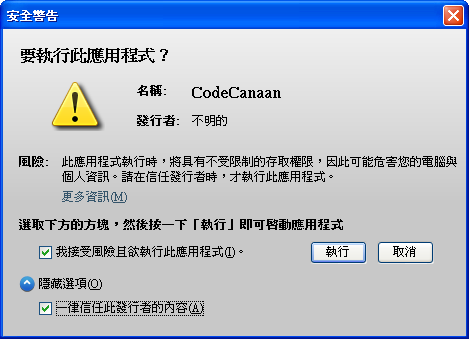 安全警告
要執行此應用程式？
名稱: CodeCanaan
發行者: 不明的
風險: 此應用程式執行時，將具有不受限制的存取權限，因此可能危害您的電腦與
個人資訊。請在信任發行者時，才執行此應用程式。
更多資訊(M)
選取下方的方塊，然後按一下「執行」即可啟動應用程式
我接受風險且欲執行此應用程式(I)。 執行 取消
隱藏選項(O)
一律信任此發行者的內容(A)